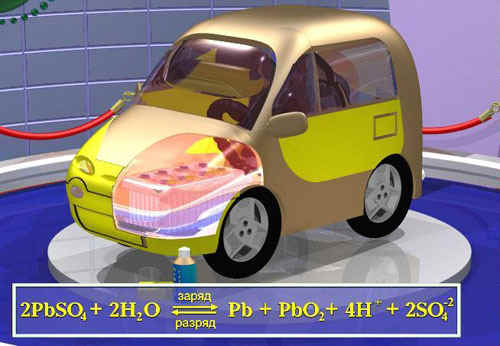 2PbSO₄ + 2H₂O заряд ⇄ разряд Pb + PbO₂ + 4H⁺ + 2SO₄⁻²